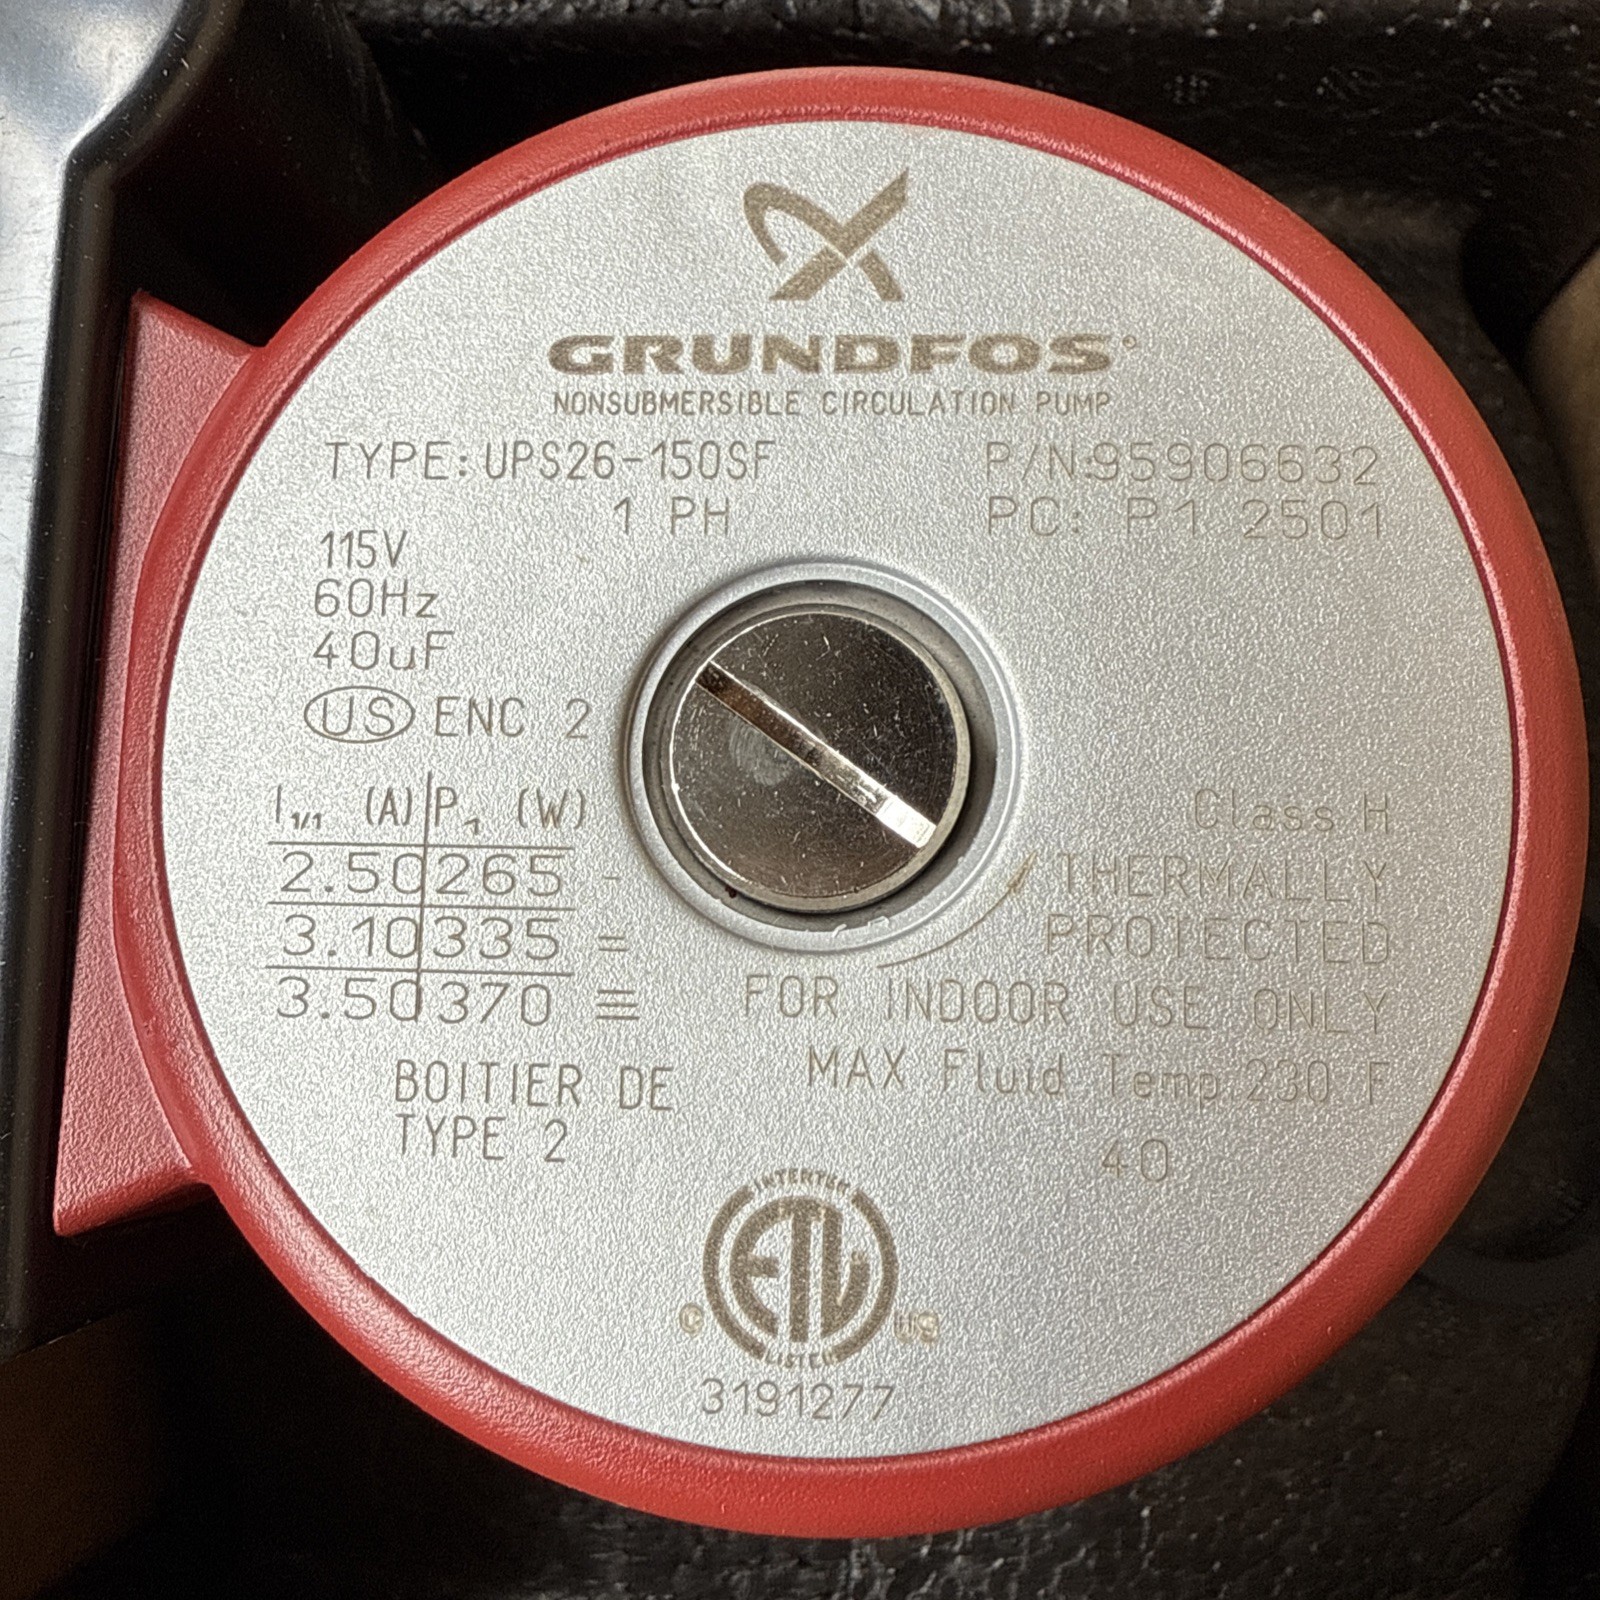 GRUNDFOS
NONSUBMERSIBLE CIRCULATION PUMP
TYPE: UPS26-150SF P/N:95906632
1 PH PC: P1 2501
115V
60Hz
40uF
US ENC 2
I1/1 (A) P1 (W)
Class H
2.50 265 -
THERMALLY
3.10 335 =
PROTECTED
3.50 370 ≡
FOR INDOOR USE ONLY
BOITIER DE
MAX Fluid Temp 230 F
TYPE 2
40
INTERTEK
ETL
C US
LISTED
3191277